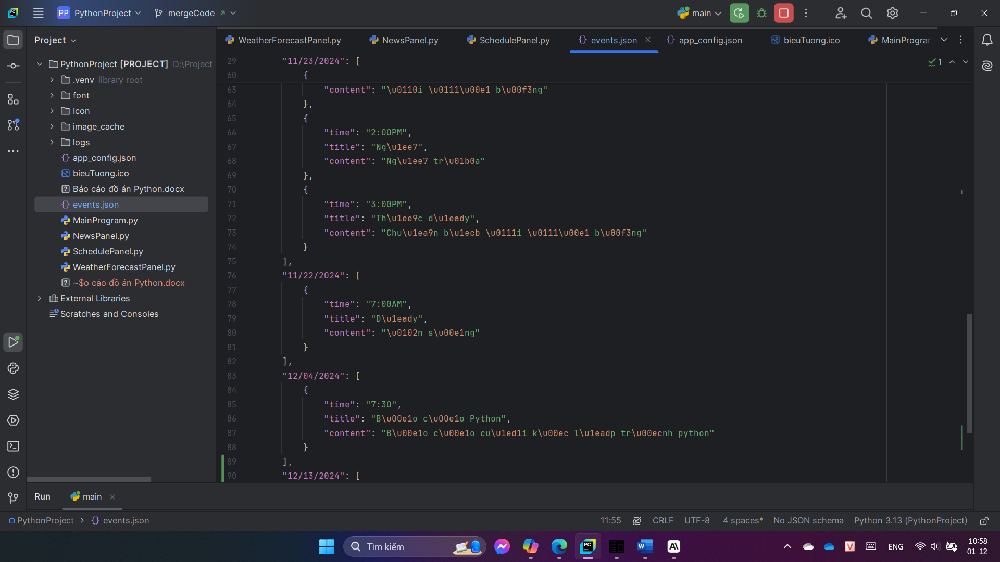 PP PythonProject
mergeCode
main
Project
WeatherForecastPanel.py
NewsPanel.py
SchedulePanel.py
events.json
app_config.json
bieuTuong.ico
MainProgram
PythonProject [PROJECT] D:\Project
.venv library root
font
Icon
image_cache
logs
app_config.json
bieuTuong.ico
Báo cáo đồ án Python.docx
events.json
MainProgram.py
NewsPanel.py
SchedulePanel.py
WeatherForecastPanel.py
~$o cáo đồ án Python.docx
External Libraries
Scratches and Consoles
1
29 "11/23/2024": [
60 {
63 "content": "\u0110i \u0111\u00e1 b\u00f3ng"
64 },
65 {
66 "time": "2:00PM",
67 "title": "Ng\u1ee7",
68 "content": "Ng\u1ee7 tr\u01b0a"
69 },
70 {
71 "time": "3:00PM",
72 "title": "Th\u1ee9c d\u1eady",
73 "content": "Chu\u1ea9n b\u1ecb \u0111i \u0111\u00e1 b\u00f3ng"
74 }
75 ],
76 "11/22/2024": [
77 {
78 "time": "7:00AM",
79 "title": "D\u1eady",
80 "content": "\u0102n s\u00e1ng"
81 }
82 ],
83 "12/04/2024": [
84 {
85 "time": "7:30",
86 "title": "B\u00e1o c\u00e1o Python",
87 "content": "B\u00e1o c\u00e1o cu\u1ed1i k\u00ec l\u1eadp tr\u00ecnh python"
88 }
89 ],
90 "12/13/2024": [
Run
main
PythonProject > events.json
11:55
CRLF
UTF-8
4 spaces*
No JSON schema
Python 3.13 (PythonProject)
Tìm kiếm
ENG
10:58
01-12